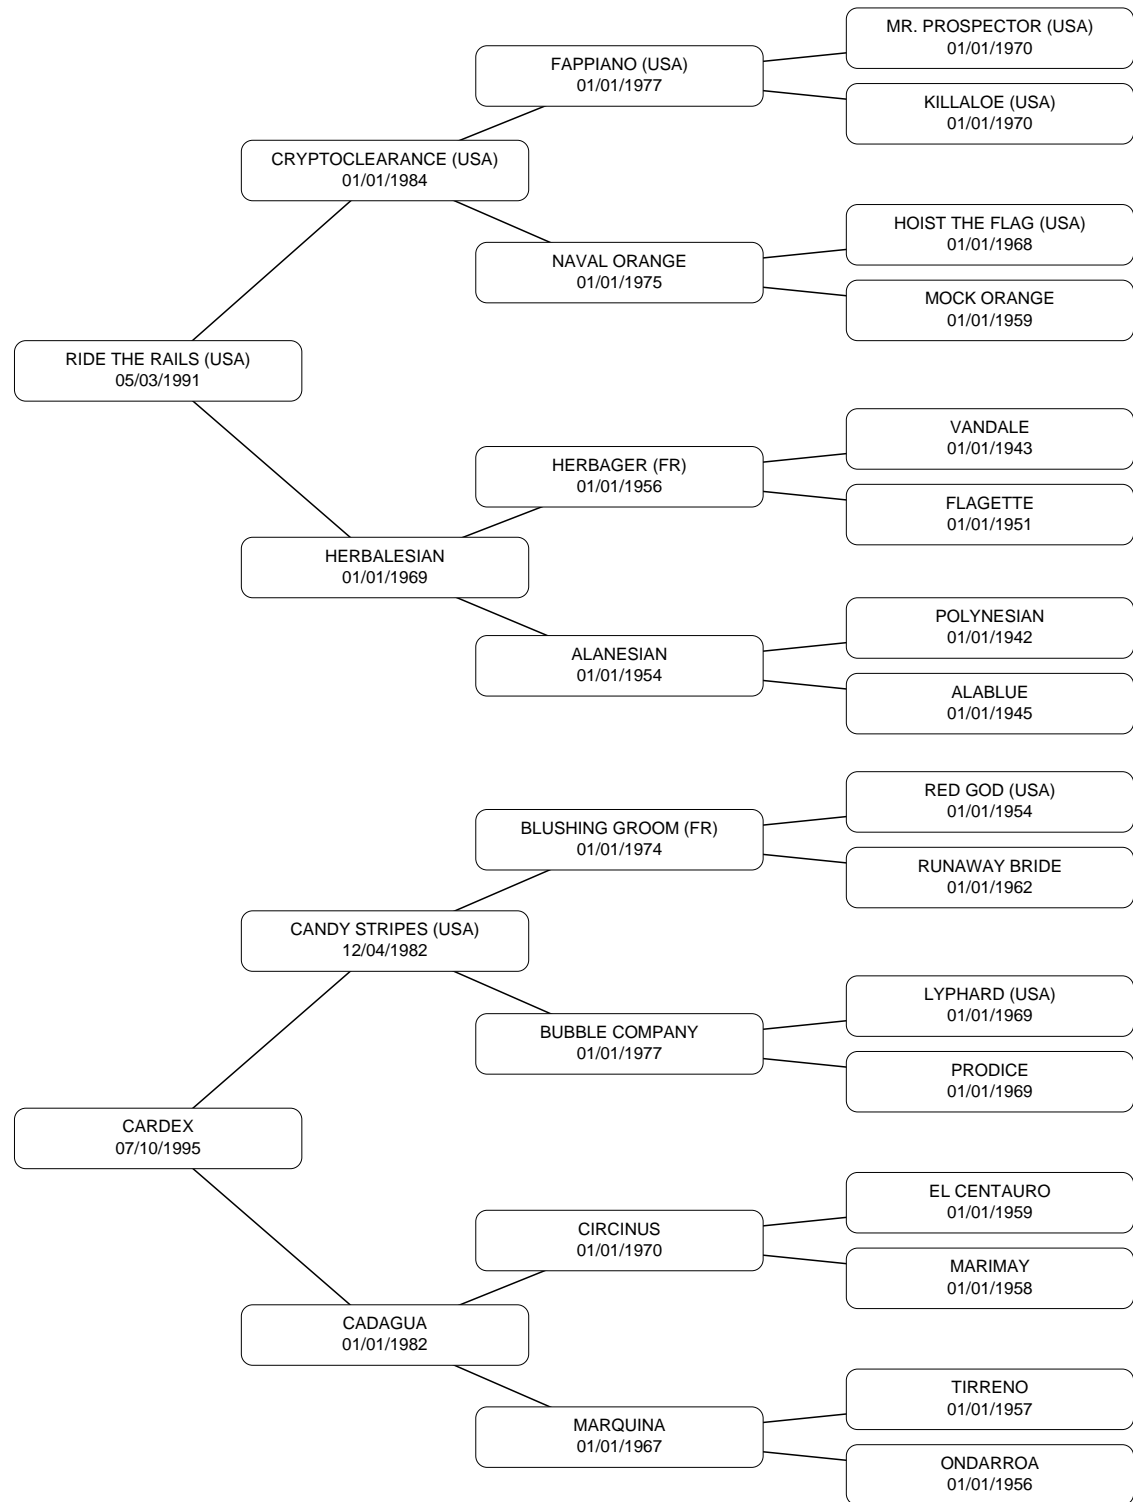 MR. PROSPECTOR (USA)
01/01/1970
FAPPIANO (USA)
01/01/1977
KILLALOE (USA)
01/01/1970
CRYPTOCLEARANCE (USA)
01/01/1984
HOIST THE FLAG (USA)
01/01/1968
NAVAL ORANGE
01/01/1975
MOCK ORANGE
01/01/1959
RIDE THE RAILS (USA)
05/03/1991
VANDALE
01/01/1943
HERBAGER (FR)
01/01/1956
FLAGETTE
01/01/1951
HERBALESIAN
01/01/1969
POLYNESIAN
01/01/1942
ALANESIAN
01/01/1954
ALABLUE
01/01/1945
RED GOD (USA)
01/01/1954
BLUSHING GROOM (FR)
01/01/1974
RUNAWAY BRIDE
01/01/1962
CANDY STRIPES (USA)
12/04/1982
LYPHARD (USA)
01/01/1969
BUBBLE COMPANY
01/01/1977
PRODICE
01/01/1969
CARDEX
07/10/1995
EL CENTAURO
01/01/1959
CIRCINUS
01/01/1970
MARIMAY
01/01/1958
CADAGUA
01/01/1982
TIRRENO
01/01/1957
MARQUINA
01/01/1967
ONDARROA
01/01/1956